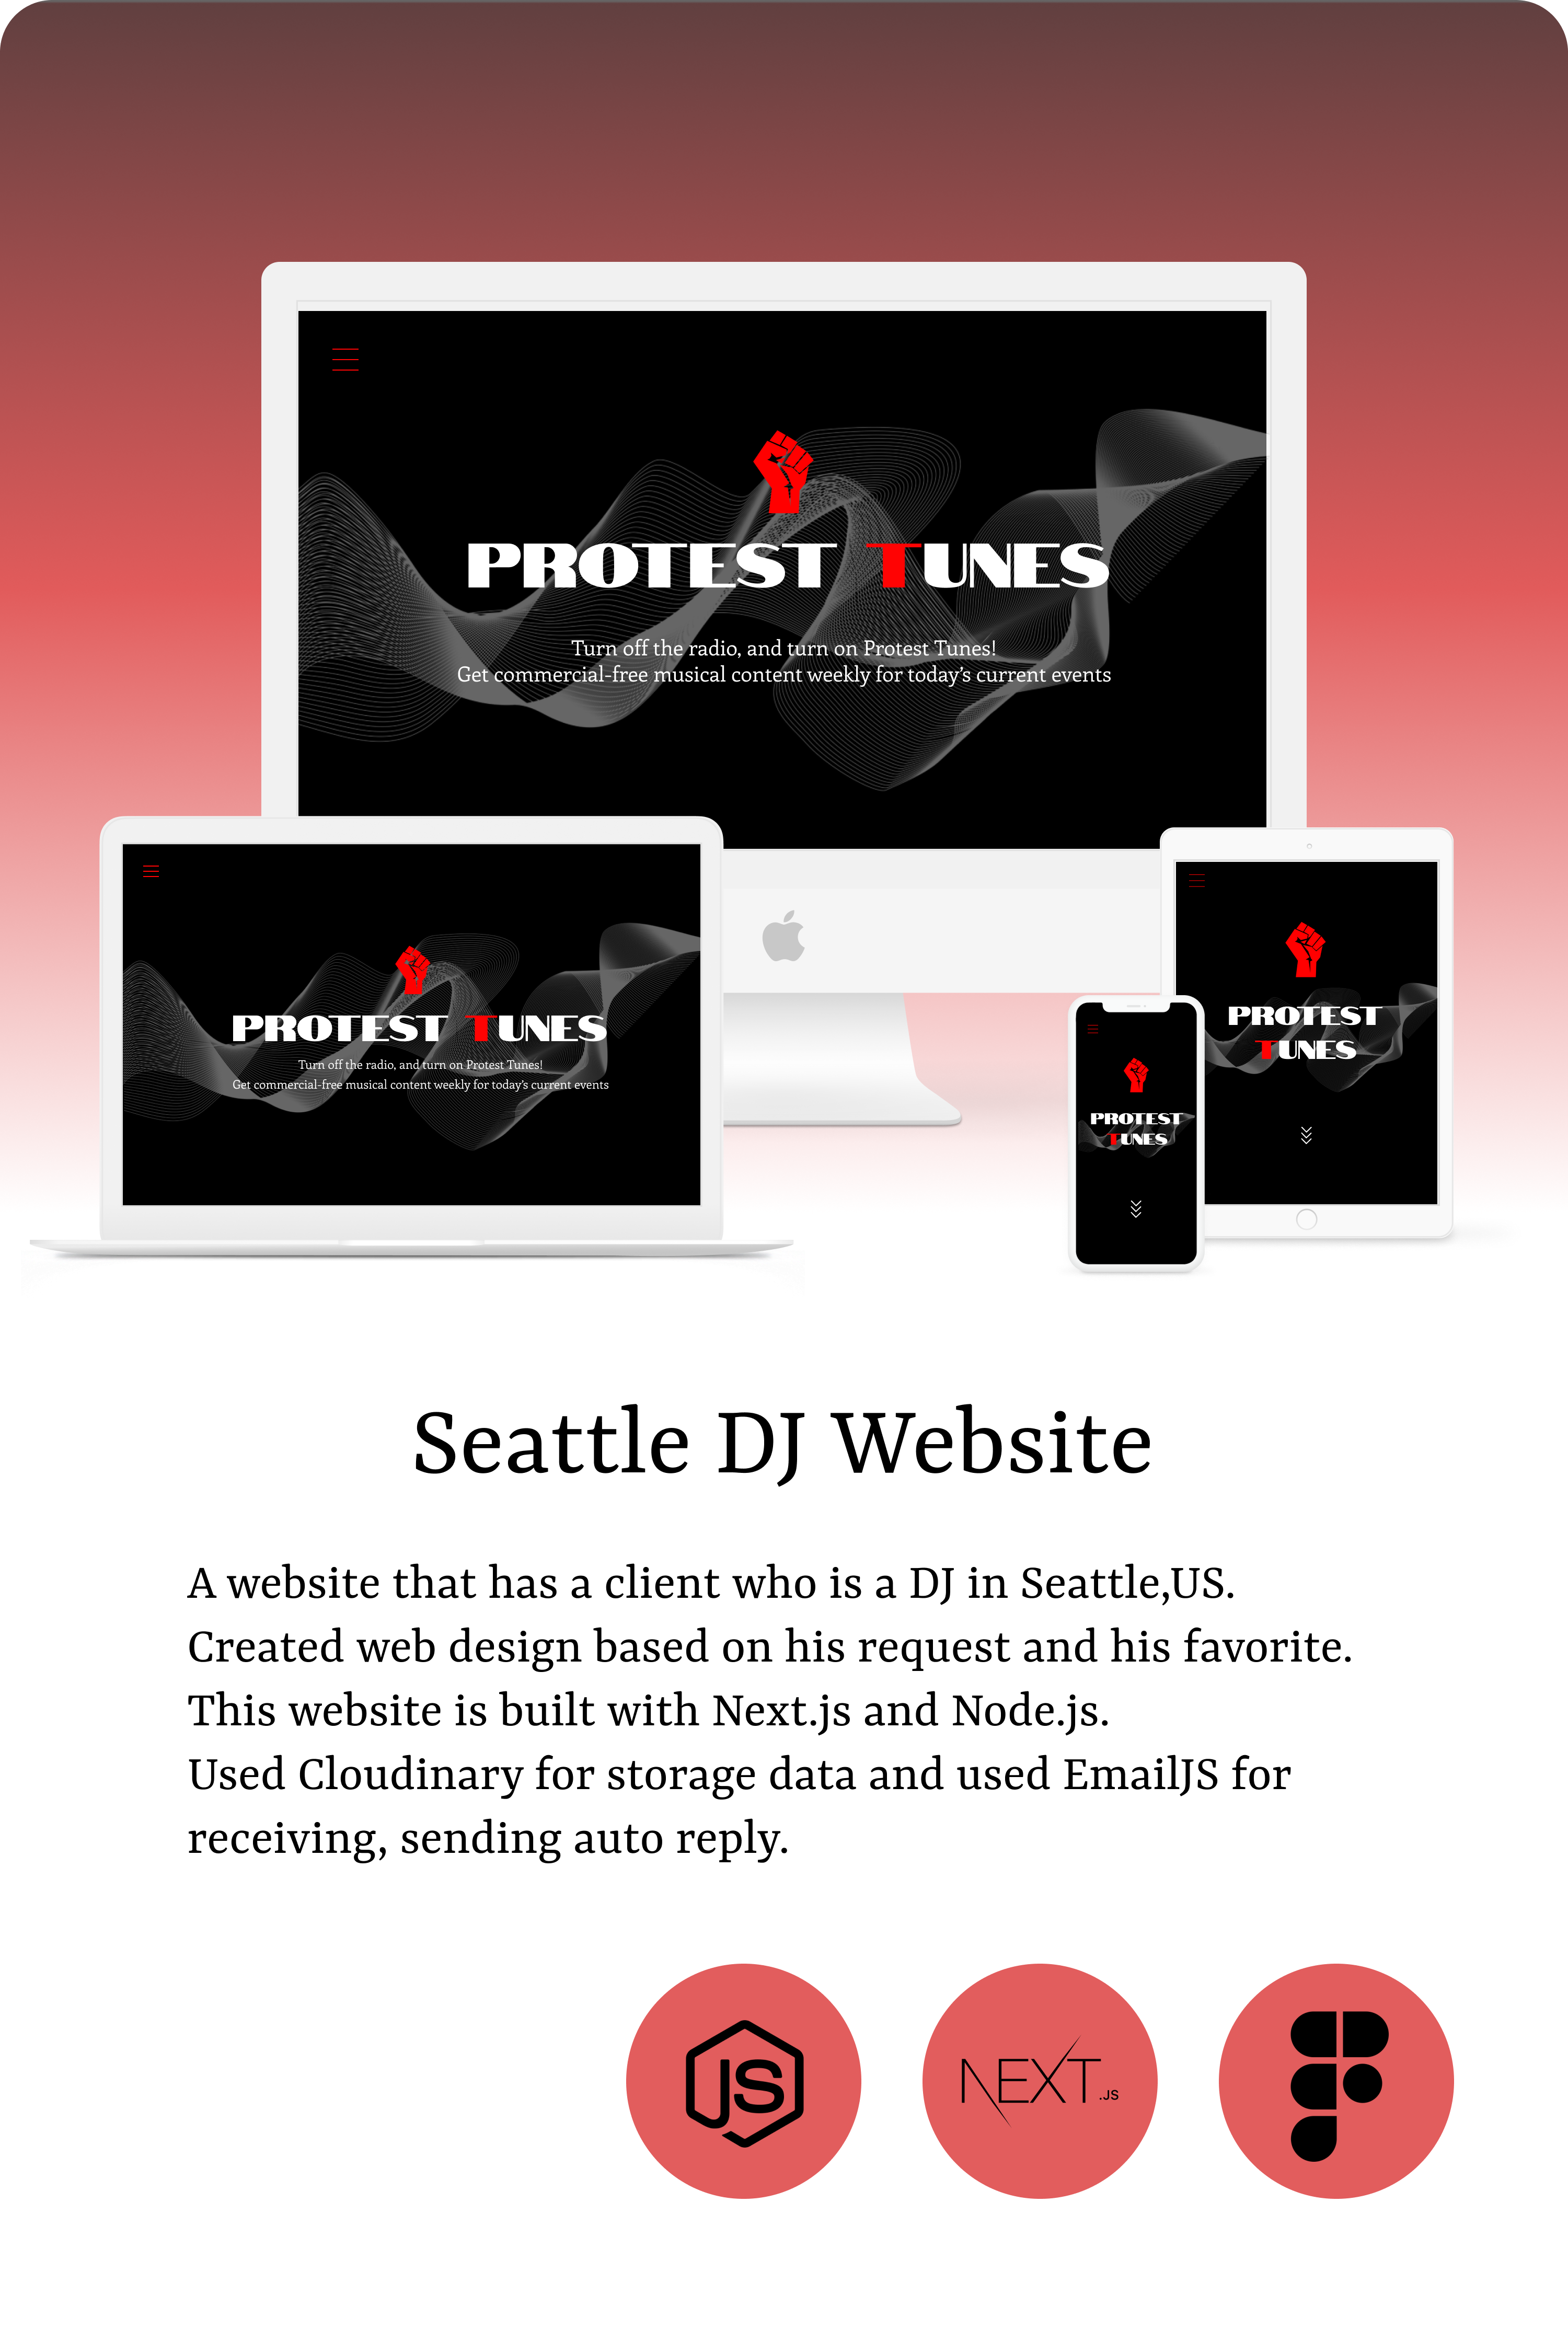 PROTEST TUNES
Turn off the radio, and turn on Protest Tunes!
Get commercial-free musical content weekly for today's current events
PROTEST TUNES
Turn off the radio, and turn on Protest Tunes!
Get commercial-free musical content weekly for today's current events
PROTEST
TUNES
PROTEST
TUNES
Seattle DJ Website
A website that has a client who is a DJ in Seattle,US.
Created web design based on his request and his favorite.
This website is built with Next.js and Node.js.
Used Cloudinary for storage data and used EmailJS for
receiving, sending auto reply.
JS
NEXT.JS